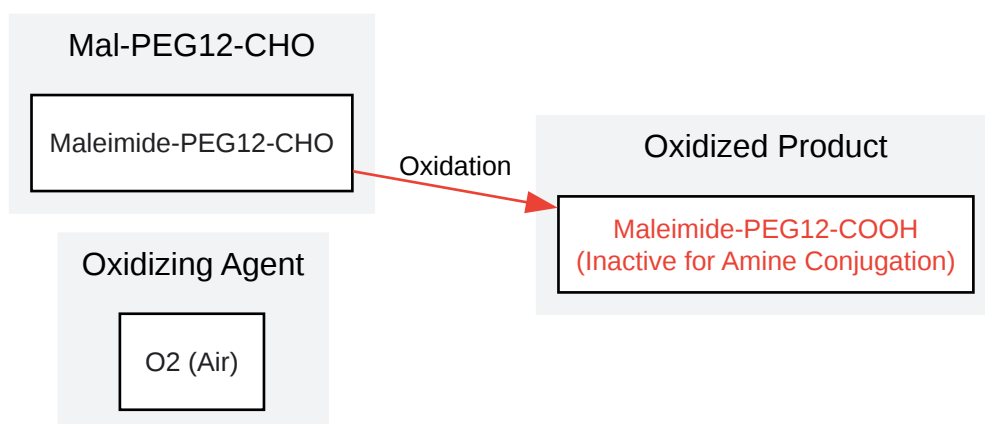 Mal-PEG12-CHO
Maleimide-PEG12-CHO
Oxidation
Oxidized Product
Maleimide-PEG12-COOH
(Inactive for Amine Conjugation)
Oxidizing Agent
O2 (Air)